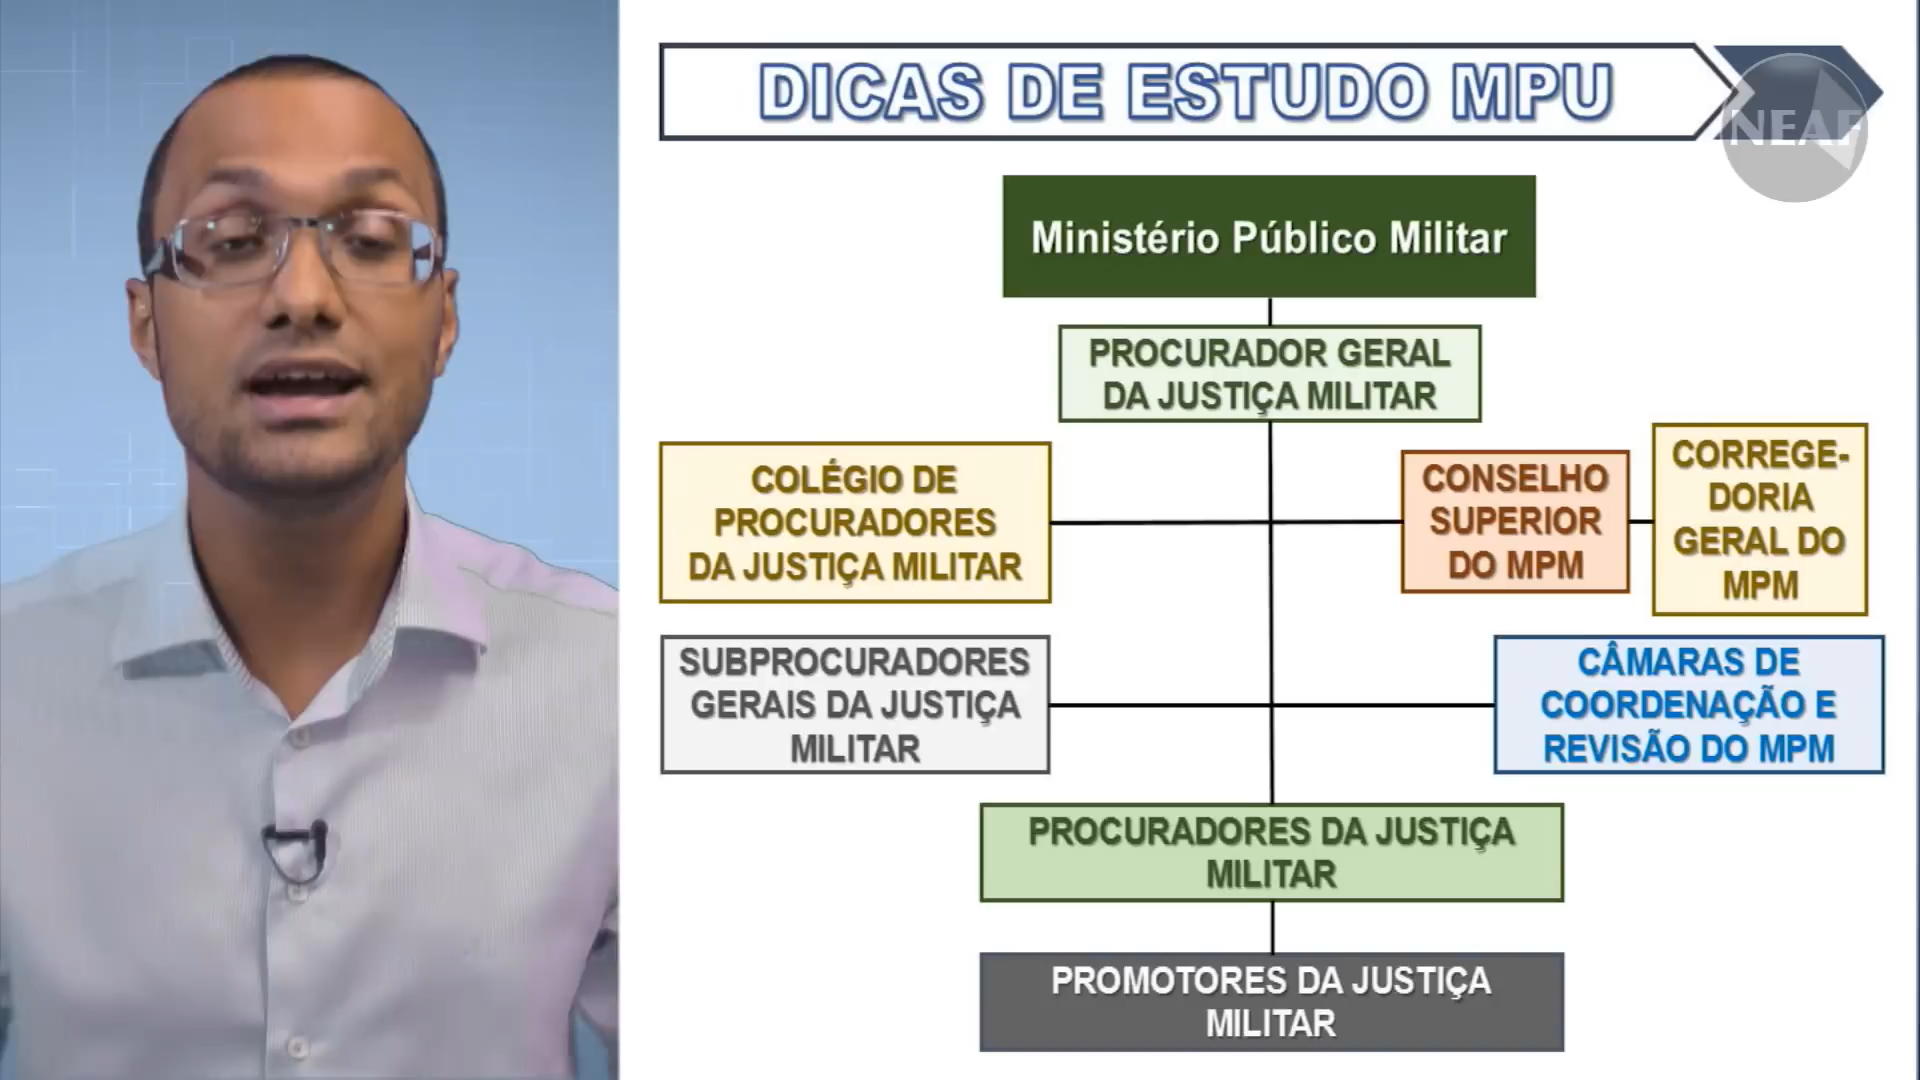 DICAS DE ESTUDO MPU
NEAF
Ministério Público Militar
PROCURADOR GERAL
DA JUSTIÇA MILITAR
COLÉGIO DE
PROCURADORES
DA JUSTIÇA MILITAR
CONSELHO
SUPERIOR
DO MPM
CORREGE-
DORIA
GERAL DO
MPM
SUBPROCURADORES
GERAIS DA JUSTIÇA
MILITAR
CÂMARAS DE
COORDENAÇÃO E
REVISÃO DO MPM
PROCURADORES DA JUSTIÇA
MILITAR
PROMOTORES DA JUSTIÇA
MILITAR